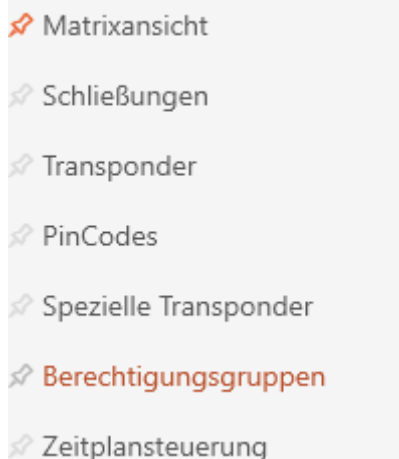 Matrixansicht
Schließungen
Transponder
PinCodes
Spezielle Transponder
Berechtigungsgruppen
Zeitplansteuerung